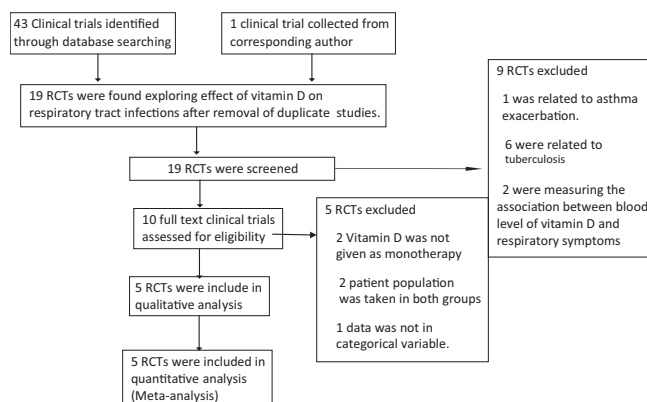 43 Clinical trials identified
through database searching
1 clinical trial collected from
corresponding author
19 RCTs were found exploring effect of vitamin D on
respiratory tract infections after removal of duplicate studies.
19 RCTs were screened
9 RCTs excluded
1 was related to asthma
exacerbation.
6 were related to
tuberculosis
2 were measuring the
association between blood
level of vitamin D and
respiratory symptoms
10 full text clinical trials
assessed for eligibility
5 RCTs excluded
2 Vitamin D was not
given as monotherapy
2 patient population
was taken in both groups
1 data was not in
categorical variable.
5 RCTs were include in
qualitative analysis
5 RCTs were included in
quantitative analysis
(Meta-analysis)